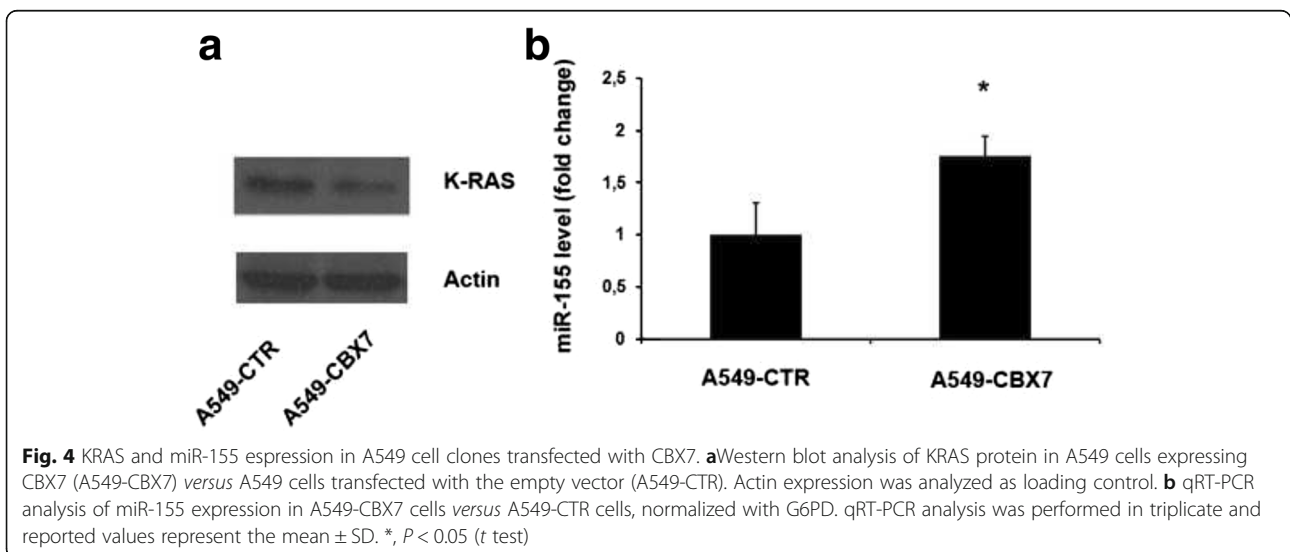 a
K-RAS
Actin
A549-CTR
A549-CBX7
b
miR-155 level (fold change)
2,5
2
1,5
1
0,5
0
*
A549-CTR
A549-CBX7
Fig. 4 KRAS and miR-155 espression in A549 cell clones transfected with CBX7. aWestern blot analysis of KRAS protein in A549 cells expressing
CBX7 (A549-CBX7) versus A549 cells transfected with the empty vector (A549-CTR). Actin expression was analyzed as loading control. b qRT-PCR
analysis of miR-155 expression in A549-CBX7 cells versus A549-CTR cells, normalized with G6PD. qRT-PCR analysis was performed in triplicate and
reported values represent the mean ± SD. *, P < 0.05 (t test)